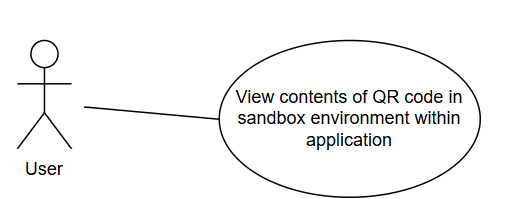 View contents of QR code in
sandbox environment within
application
User